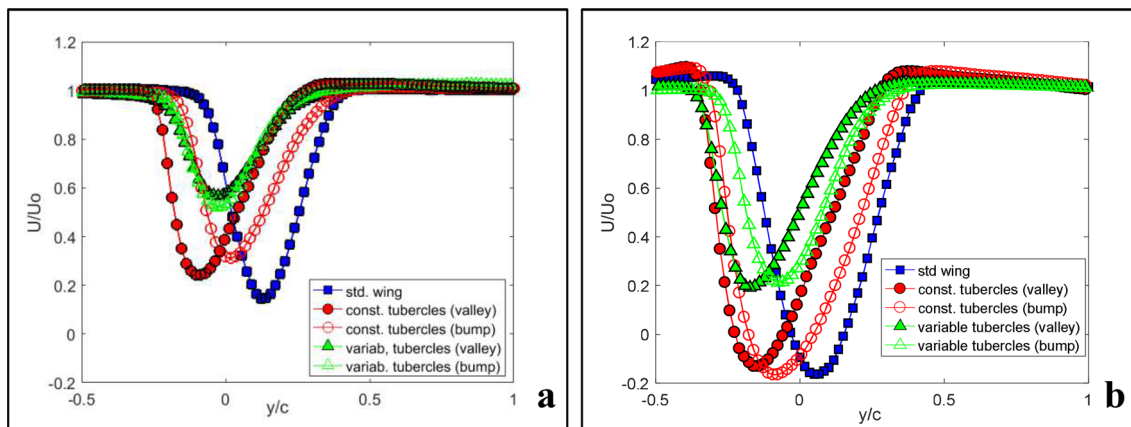 1.2
1
0.8
0.6
0.4
0.2
0
-0.2
U/Uo
-0.5 0 0.5 1
y/c
std. wing
const. tubercles (valley)
const. tubercles (bump)
variab, tubercles (valley)
variab. tubercles (bump)
a
1.2
1
0.8
0.6
0.4
0.2
0
-0.2
U/Uo
-0.5 0 0.5 1
y/c
std wing
const. tubercles (valley)
const. tubercles (bump)
variable tubercles (valley)
variable tubercles (bump)
b